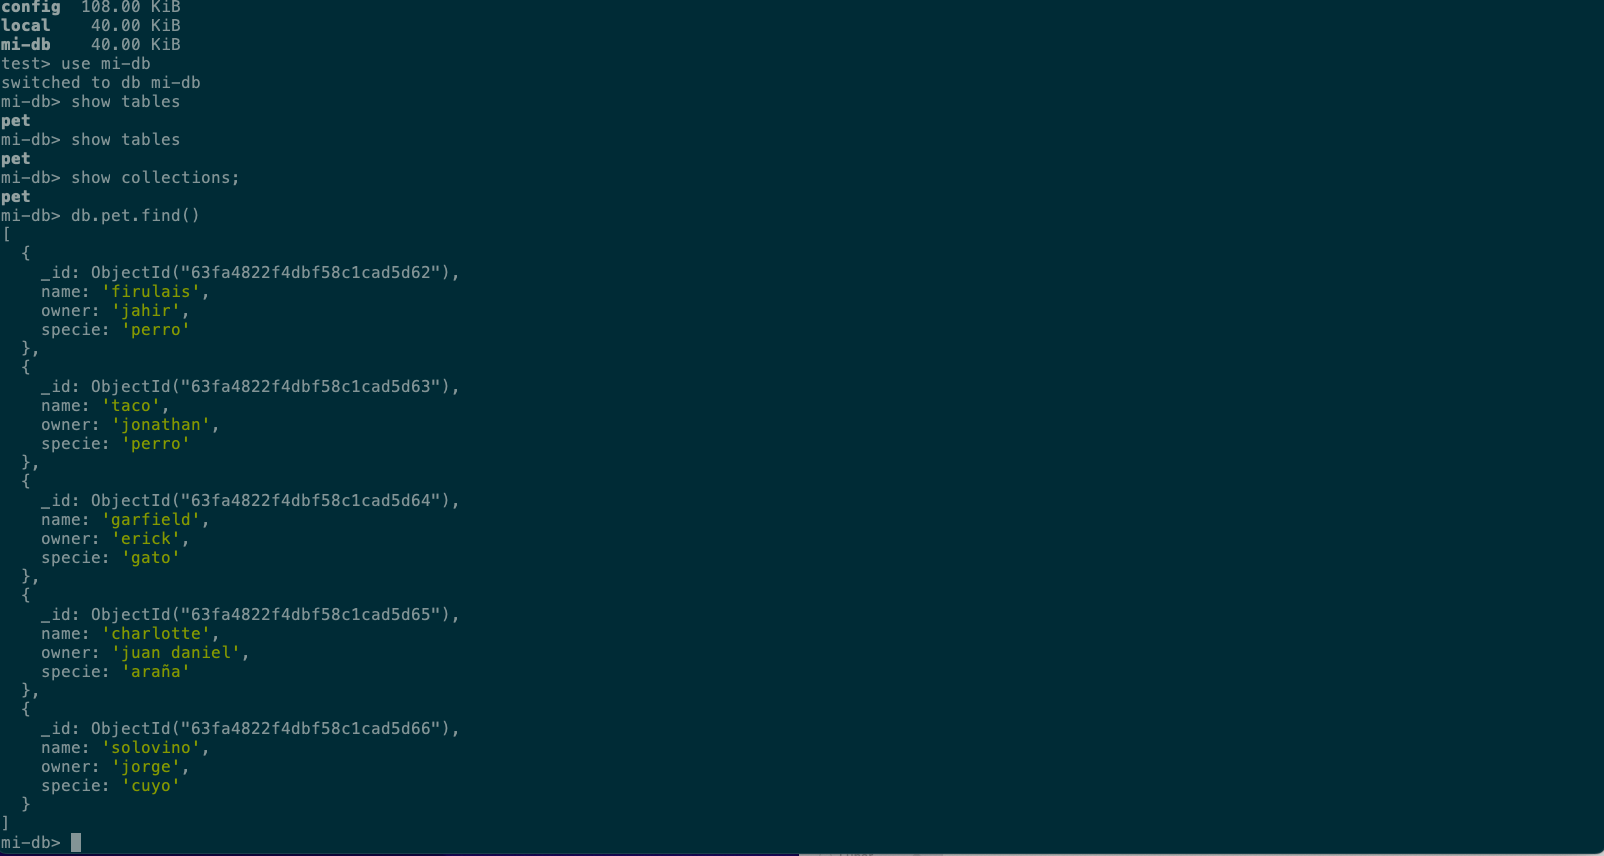 config  108.00 KiB
local    40.00 KiB
mi-db    40.00 KiB
test> use mi-db
switched to db mi-db
mi-db> show tables
pet
mi-db> show tables
pet
mi-db> show collections;
pet
mi-db> db.pet.find()
[
  {
    _id: ObjectId("63fa4822f4dbf58c1cad5d62"),
    name: 'firulais',
    owner: 'jahir',
    specie: 'perro'
  },
  {
    _id: ObjectId("63fa4822f4dbf58c1cad5d63"),
    name: 'taco',
    owner: 'jonathan',
    specie: 'perro'
  },
  {
    _id: ObjectId("63fa4822f4dbf58c1cad5d64"),
    name: 'garfield',
    owner: 'erick',
    specie: 'gato'
  },
  {
    _id: ObjectId("63fa4822f4dbf58c1cad5d65"),
    name: 'charlotte',
    owner: 'juan daniel',
    specie: 'araña'
  },
  {
    _id: ObjectId("63fa4822f4dbf58c1cad5d66"),
    name: 'solovino',
    owner: 'jorge',
    specie: 'cuyo'
  }
]
mi-db>